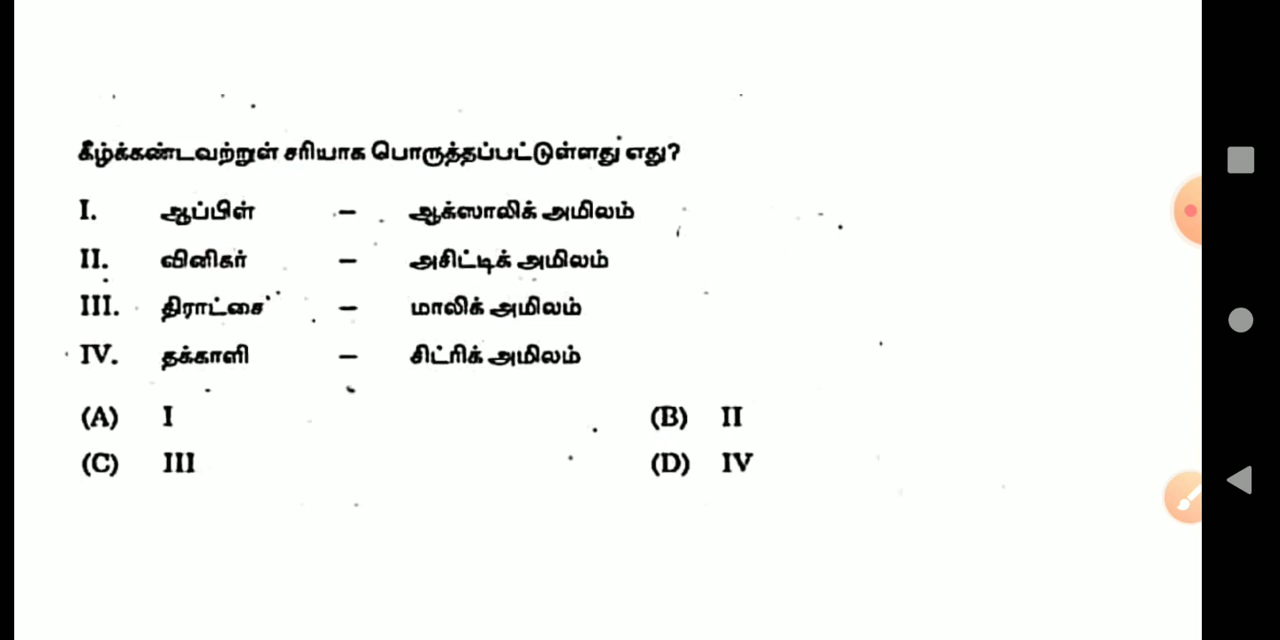 கீழ்க்கண்டவற்றுள் சரியாக பொருத்தப்பட்டுள்ளது எது?
I. ஆப்பிள் – ஆக்ஸாலிக் அமிலம்
II. வினிகர் – அசிட்டிக் அமிலம்
III. திராட்சை – மாலிக் அமிலம்
IV. தக்காளி – சிட்ரிக் அமிலம்
(A) I (B) II
(C) III (D) IV